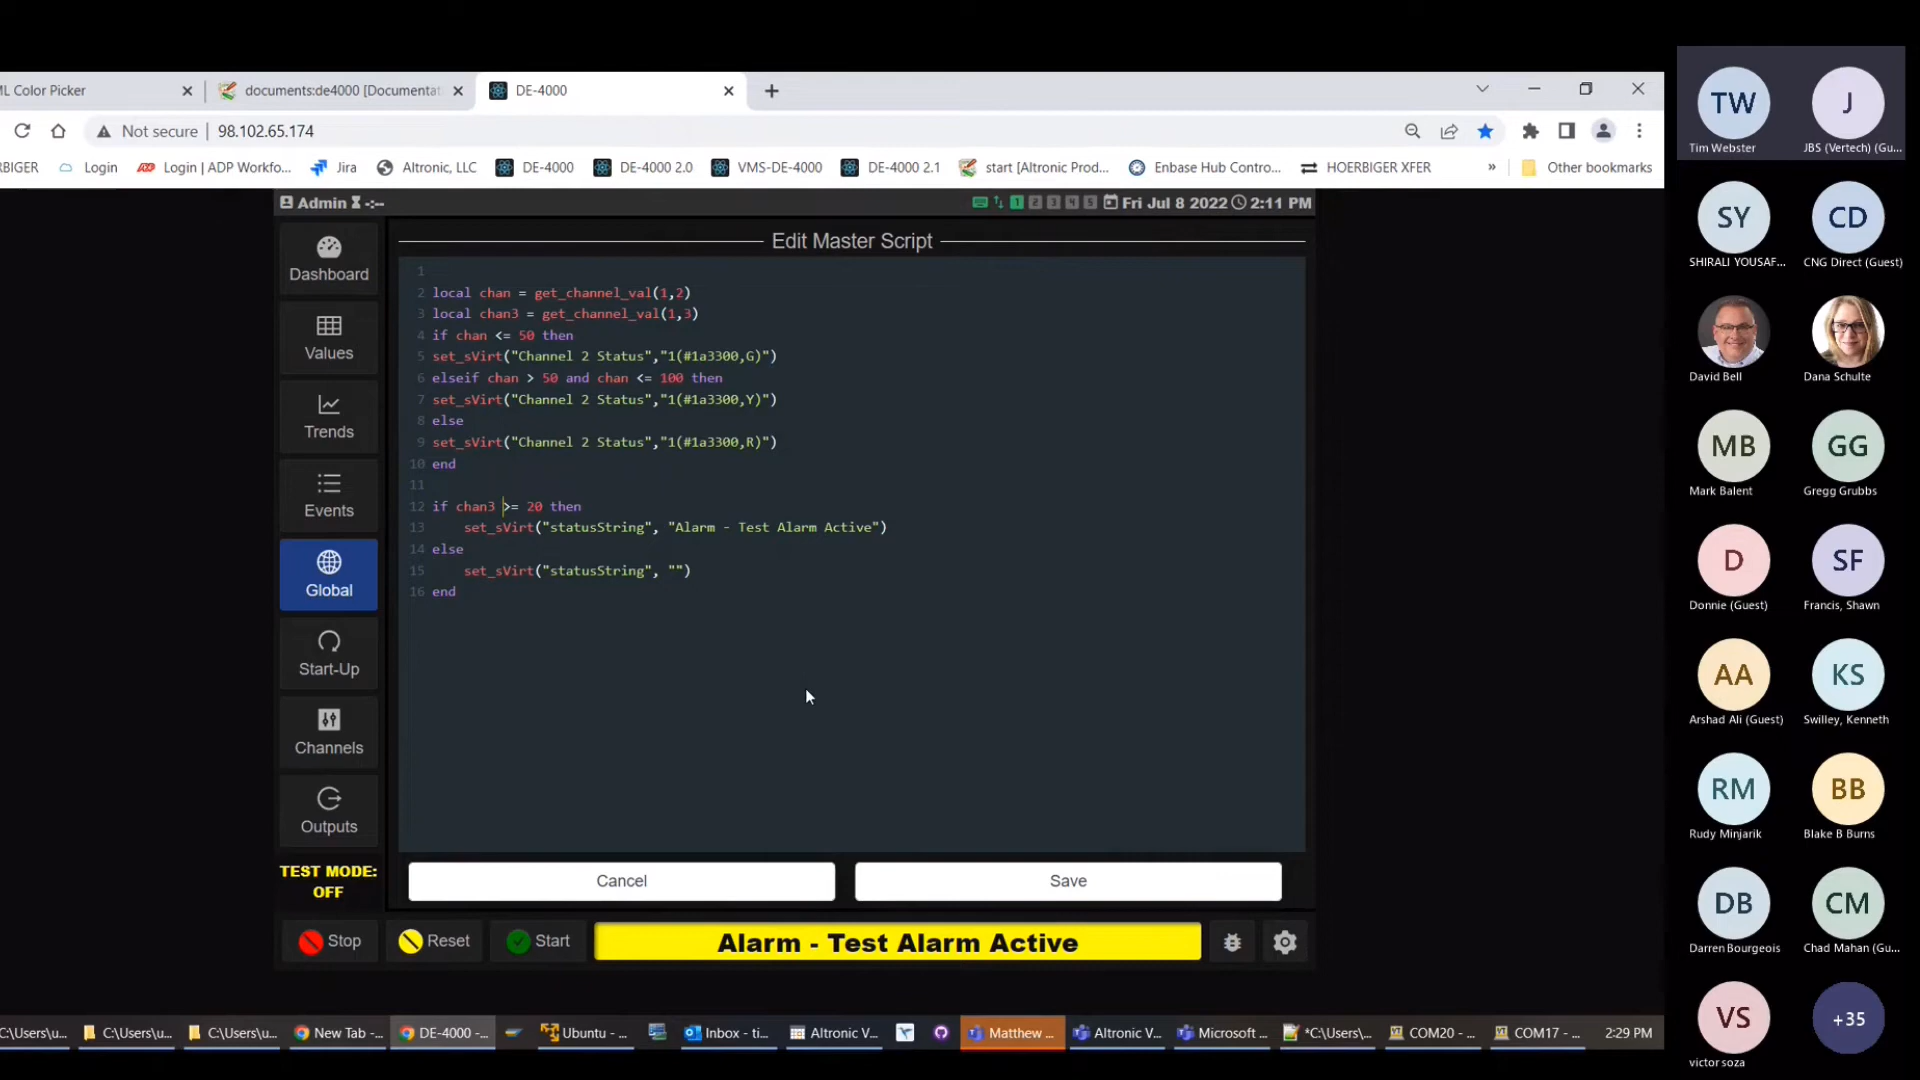 L Color Picker
documents:de4000 [Documentat
DE-4000
Not secure
98.102.65.174
RBIGER
Login
Login | ADP Workfo...
Jira
Altronic, LLC
DE-4000
DE-4000 2.0
VMS-DE-4000
DE-4000 2.1
start [Altronic Prod...
Enbase Hub Contro...
HOERBIGER XFER
»
Other bookmarks
Admin -:--
1 2 3 4 5 Fri Jul 8 2022 2:11 PM
Edit Master Script
Dashboard
Values
Trends
Events
Global
Start-Up
Channels
Outputs
TEST MODE:
OFF
1
2 local chan = get_channel_val(1,2)
3 local chan3 = get_channel_val(1,3)
4 if chan <= 50 then
5 set_sVirt("Channel 2 Status","1(#1a3300,G)")
6 elseif chan > 50 and chan <= 100 then
7 set_sVirt("Channel 2 Status","1(#1a3300,Y)")
8 else
9 set_sVirt("Channel 2 Status","1(#1a3300,R)")
10 end
11
12 if chan3 >= 20 then
13 set_sVirt("statusString", "Alarm - Test Alarm Active")
14 else
15 set_sVirt("statusString", "")
16 end
Cancel
Save
Stop
Reset
Start
Alarm - Test Alarm Active
C:\Users\u...
C:\Users\u...
C:\Users\u...
New Tab -...
DE-4000 -...
Ubuntu - ...
Inbox - ti...
Altronic V...
Matthew ...
Altronic V...
Microsoft ...
*C:\Users\...
COM20 - ...
COM17 - ...
2:29 PM
TW
Tim Webster
J
JBS (Vertech) (Gu...
SY
SHIRALI YOUSAF...
CD
CNG Direct (Guest)
David Bell
Dana Schulte
MB
Mark Balent
GG
Gregg Grubbs
D
Donnie (Guest)
SF
Francis, Shawn
AA
Arshad Ali (Guest)
KS
Swilley, Kenneth
RM
Rudy Minjarik
BB
Blake B Burns
DB
Darren Bourgeois
CM
Chad Mahan (Gu...
VS
victor soza
+35